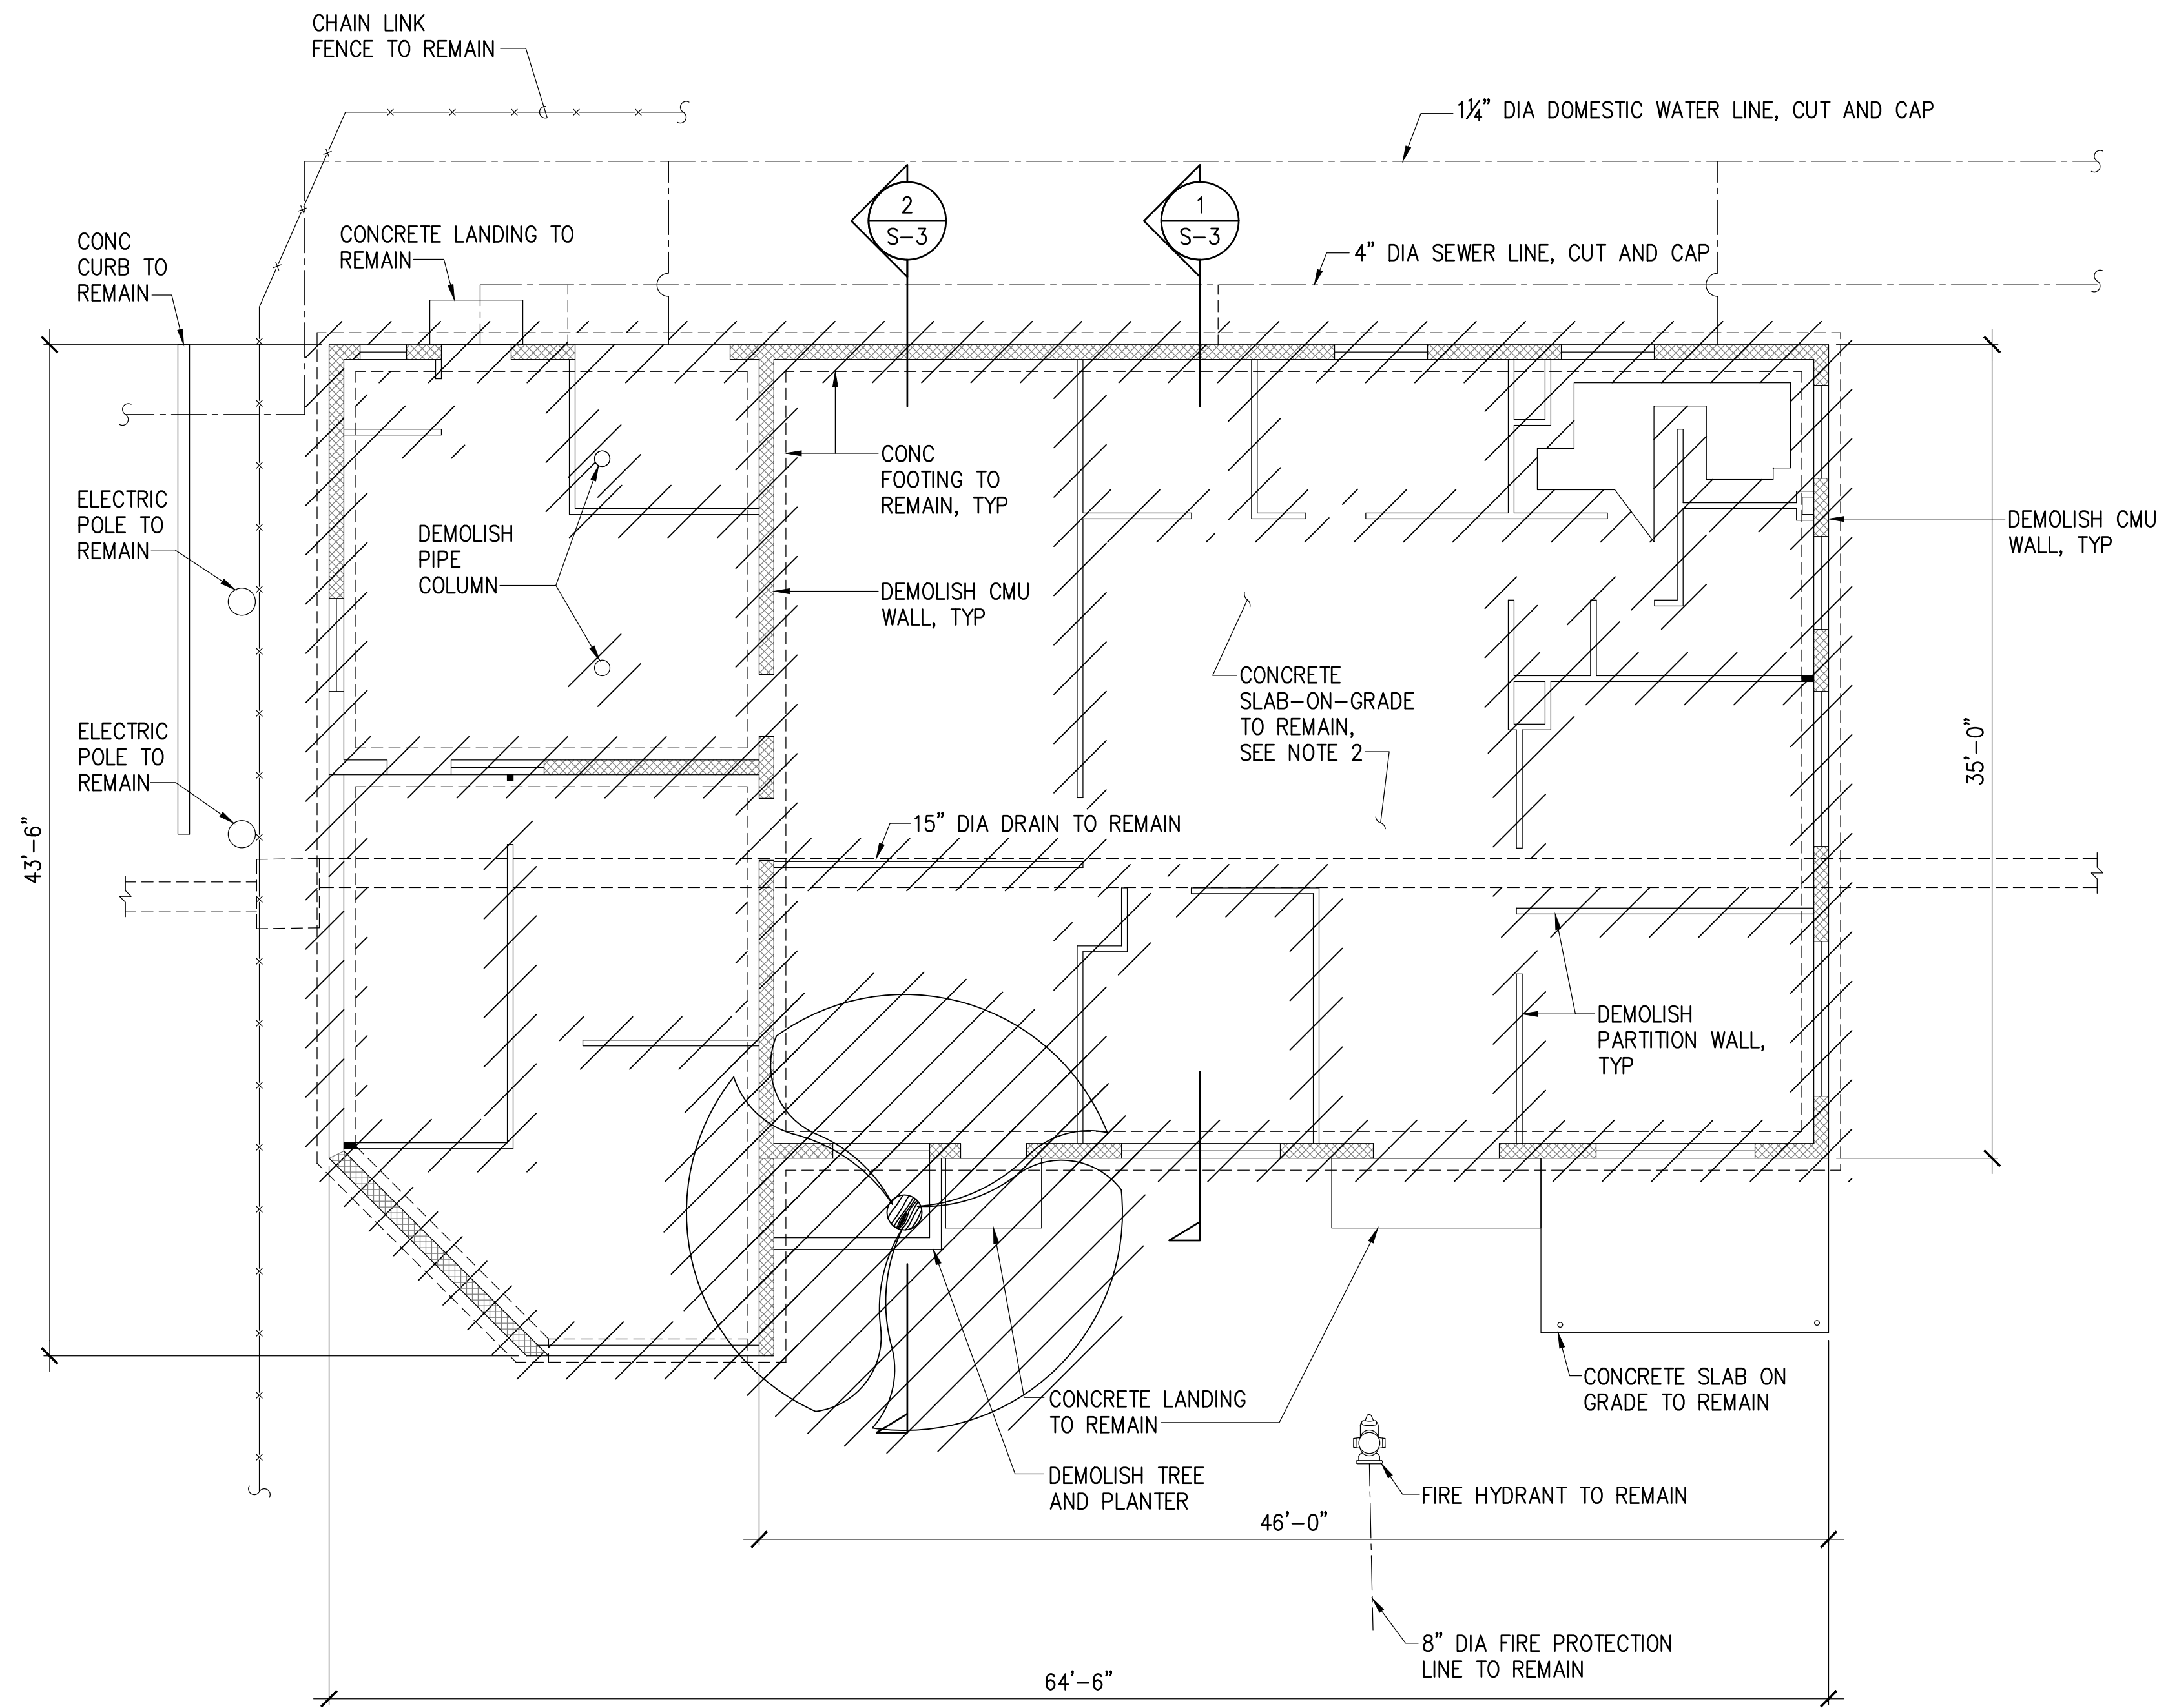 CHAIN LINK
FENCE TO REMAIN
1¼” DIA DOMESTIC WATER LINE, CUT AND CAP
2
S-3
1
S-3
CONC
CURB TO
REMAIN
CONCRETE LANDING TO
REMAIN
4” DIA SEWER LINE, CUT AND CAP
CONC
FOOTING TO
REMAIN, TYP
ELECTRIC
POLE TO
REMAIN
DEMOLISH
PIPE
COLUMN
DEMOLISH CMU
WALL, TYP
DEMOLISH CMU
WALL, TYP
CONCRETE
SLAB-ON-GRADE
TO REMAIN,
SEE NOTE 2
ELECTRIC
POLE TO
REMAIN
35’-0”
43’-6”
15” DIA DRAIN TO REMAIN
DEMOLISH
PARTITION WALL,
TYP
CONCRETE LANDING
TO REMAIN
CONCRETE SLAB ON
GRADE TO REMAIN
DEMOLISH TREE
AND PLANTER
FIRE HYDRANT TO REMAIN
46’-0”
8” DIA FIRE PROTECTION
LINE TO REMAIN
64’-6”